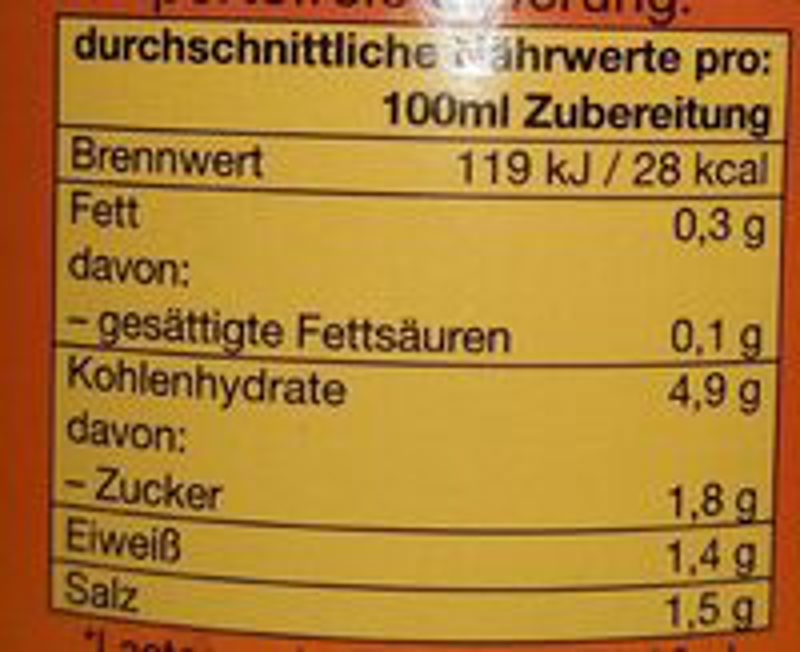 durchschnittliche Nährwerte pro:
100ml Zubereitung
Brennwert 119 kJ / 28 kcal
Fett 0,3 g
davon:
– gesättigte Fettsäuren 0,1 g
Kohlenhydrate 4,9 g
davon:
– Zucker 1,8 g
Eiweiß 1,4 g
Salz 1,5 g